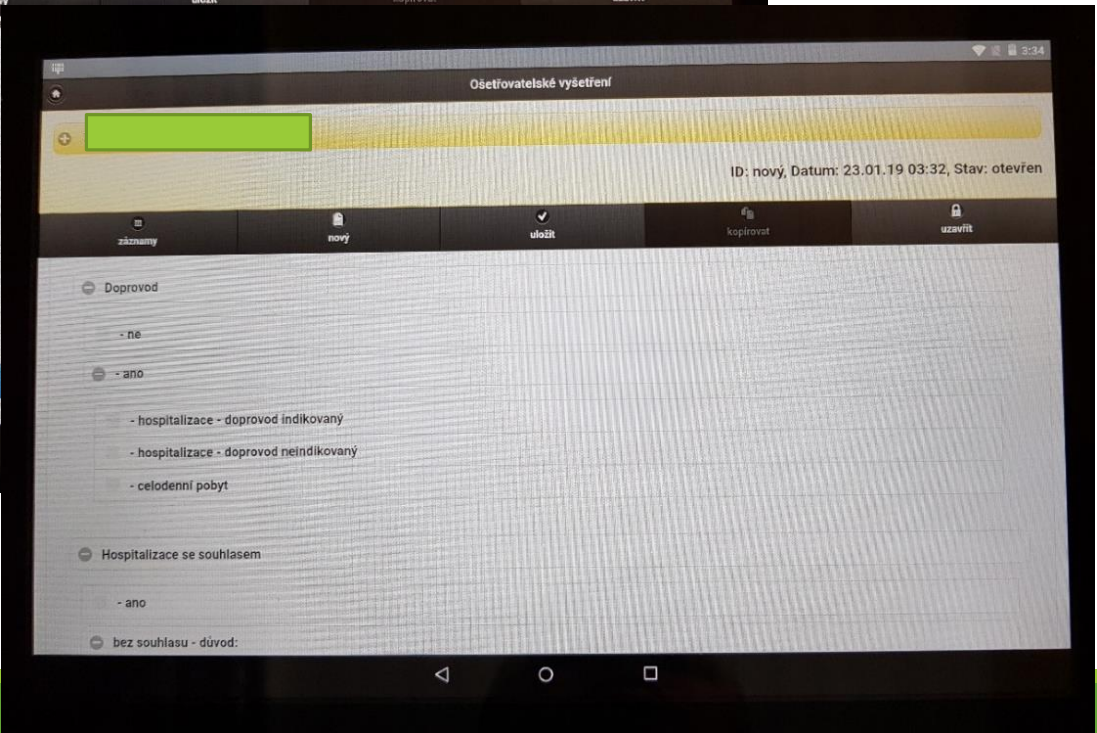 3:34
Ošetřovatelské vyšetření
ID: nový, Datum: 23.01.19 03:32, Stav: otevřen
záznamy
nový
uložit
kopírovat
uzavřít
Doprovod
- ne
- ano
- hospitalizace - doprovod indikovaný
- hospitalizace - doprovod neindikovaný
- celodenní pobyt
Hospitalizace se souhlasem
- ano
bez souhlasu - důvod: